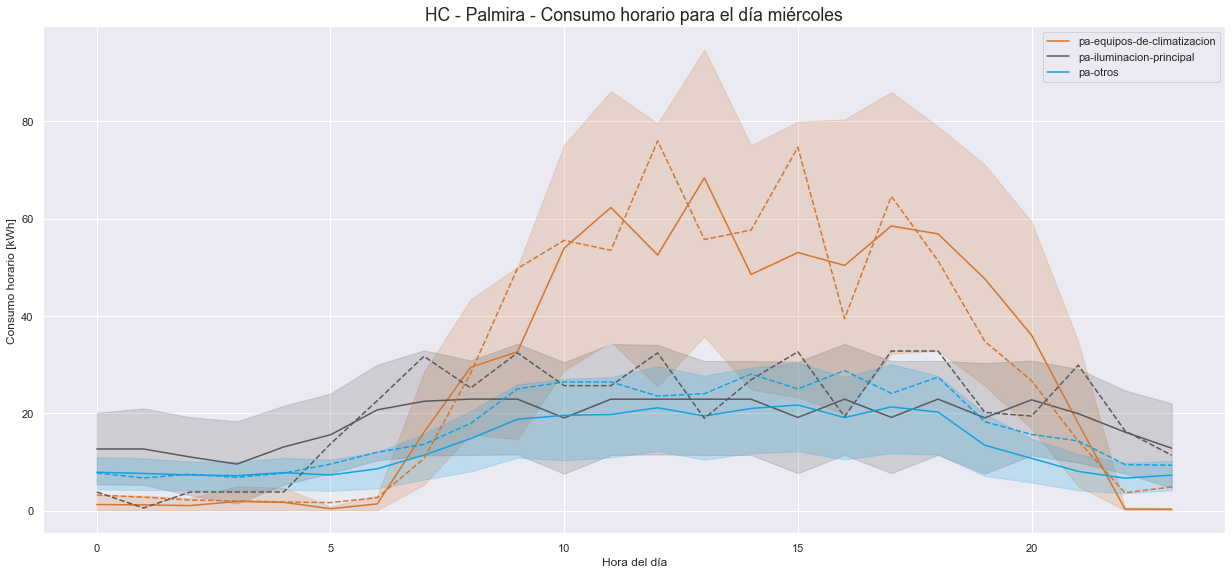 HC - Palmira - Consumo horario para el día miércoles
pa-equipos-de-climatizacion
pa-iluminacion-principal
pa-otros
Consumo horario [kWh]
80
60
40
20
0
0 5 10 15 20
Hora del día